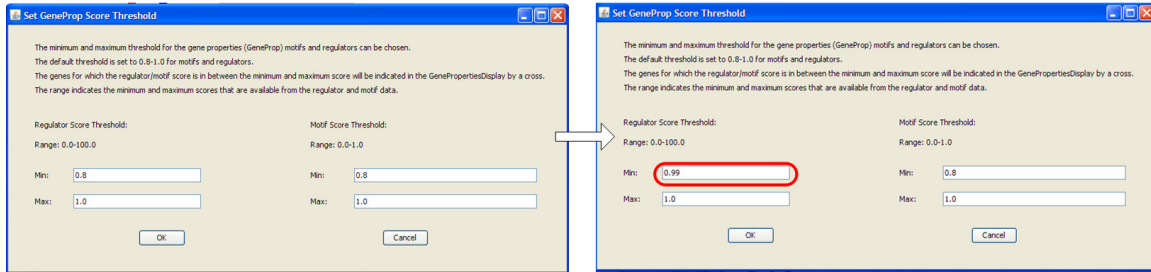 Set GeneProp Score Threshold
The minimum and maximum threshold for the gene properties (GeneProp) motifs and regulators can be chosen.
The default threshold is set to 0.8-1.0 for motifs and regulators.
The genes for which the regulator/motif score is in between the minimum and maximum score will be indicated in the GenePropertiesDisplay by a cross.
The range indicates the minimum and maximum scores that are available from the regulator and motif data.
Regulator Score Threshold: Motif Score Threshold:
Range: 0.0-100.0 Range: 0.0-1.0
Min: 0.8 Min: 0.8
Max: 1.0 Max: 1.0
OK Cancel
Set GeneProp Score Threshold
The minimum and maximum threshold for the gene properties (GeneProp) motifs and regulators can be chosen.
The default threshold is set to 0.8-1.0 for motifs and regulators.
The genes for which the regulator/motif score is in between the minimum and maximum score will be indicated in the GenePropertiesDisplay by a cross.
The range indicates the minimum and maximum scores that are available from the regulator and motif data.
Regulator Score Threshold: Motif Score Threshold:
Range: 0.0-100.0 Range: 0.0-1.0
Min: 0.99 Min: 0.8
Max: 1.0 Max: 1.0
OK Cancel